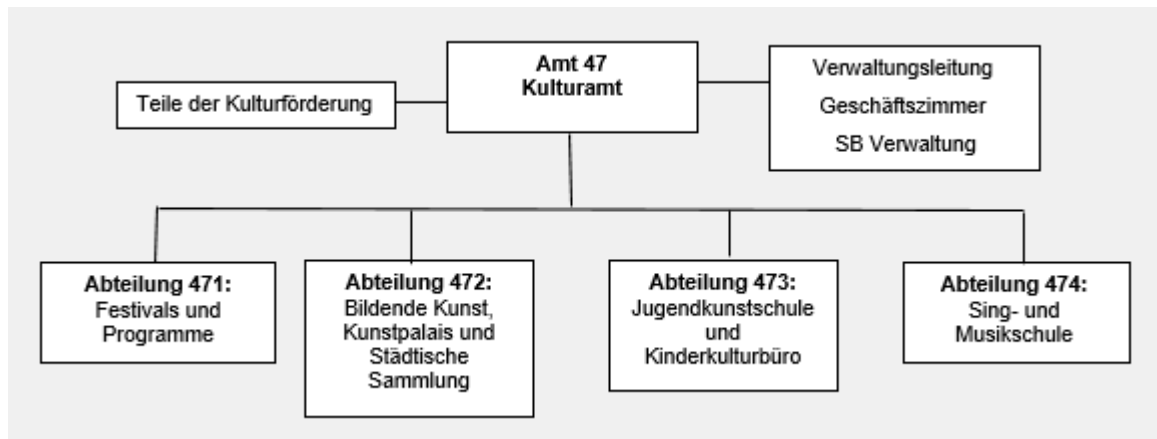 Amt 47
Kulturamt
Teile der Kulturförderung
Verwaltungsleitung
Geschäftszimmer
SB Verwaltung
Abteilung 471:
Festivals und
Programme
Abteilung 472:
Bildende Kunst,
Kunstpalais und
Städtische
Sammlung
Abteilung 473:
Jugendkunstschule
und
Kinderkulturbüro
Abteilung 474:
Sing- und
Musikschule